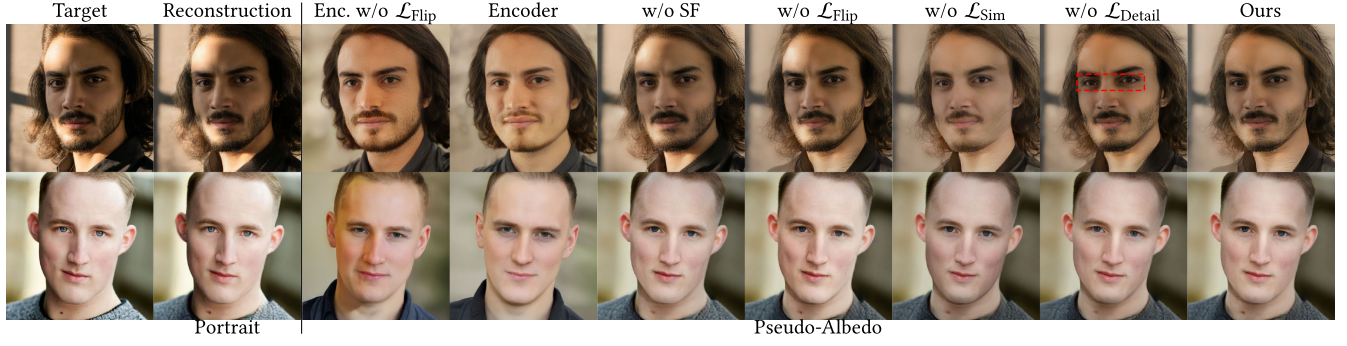 Target Reconstruction Enc. w/o ℒFlip Encoder w/o SF w/o ℒFlip w/o ℒSim w/o ℒDetail Ours
Portrait Pseudo-Albedo